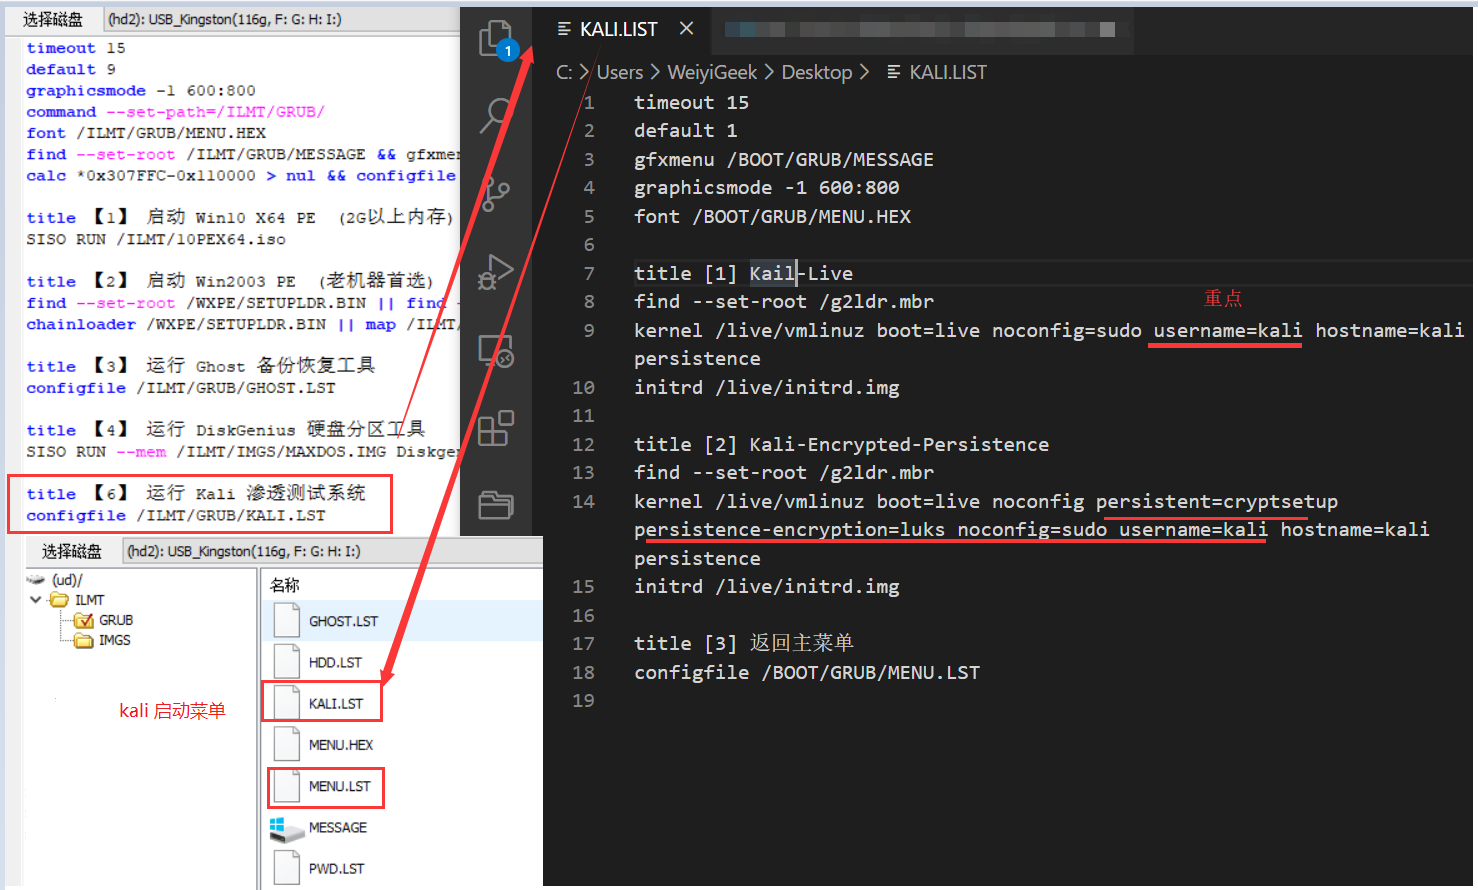 选择磁盘 (hd2): USB_Kingston(116g, F: G: H: I:)
timeout 15
default 9
graphicsmode -1 600:800
command --set-path=/ILMT/GRUB/
font /ILMT/GRUB/MENU.HEX
find --set-root /ILMT/GRUB/MESSAGE && gfxmen
calc *0x307FFC-0x110000 > nul && configfile
title 【1】 启动 Win10 X64 PE (2G以上内存)
SISO RUN /ILMT/10PEX64.iso
title 【2】 启动 Win2003 PE (老机器首选)
find --set-root /WXPE/SETUPLDR.BIN || find -
chainloader /WXPE/SETUPLDR.BIN || map /ILMT/
title 【3】 运行 Ghost 备份恢复工具
configfile /ILMT/GRUB/GHOST.LST
title 【4】 运行 DiskGenius 硬盘分区工具
SISO RUN --mem /ILMT/IMGS/MAXDOS.IMG Diskgen
title 【6】 运行 Kali 渗透测试系统
configfile /ILMT/GRUB/KALI.LST
选择磁盘 (hd2): USB_Kingston(116g, F: G: H: I:)
(ud)/
ILMT
GRUB
IMGS
kali 启动菜单
名称
GHOST.LST
HDD.LST
KALI.LST
MENU.HEX
MENU.LST
MESSAGE
PWD.LST
1
KALI.LIST
C: > Users > WeiyiGeek > Desktop > KALI.LIST
1 timeout 15
2 default 1
3 gfxmenu /BOOT/GRUB/MESSAGE
4 graphicsmode -1 600:800
5 font /BOOT/GRUB/MENU.HEX
6
7 title [1] Kail-Live
8 find --set-root /g2ldr.mbr
重点
9 kernel /live/vmlinuz boot=live noconfig=sudo username=kali hostname=kali
persistence
10 initrd /live/initrd.img
11
12 title [2] Kali-Encrypted-Persistence
13 find --set-root /g2ldr.mbr
14 kernel /live/vmlinuz boot=live noconfig persistent=cryptsetup
persistence-encryption=luks noconfig=sudo username=kali hostname=kali
persistence
15 initrd /live/initrd.img
16
17 title [3] 返回主菜单
18 configfile /BOOT/GRUB/MENU.LST
19